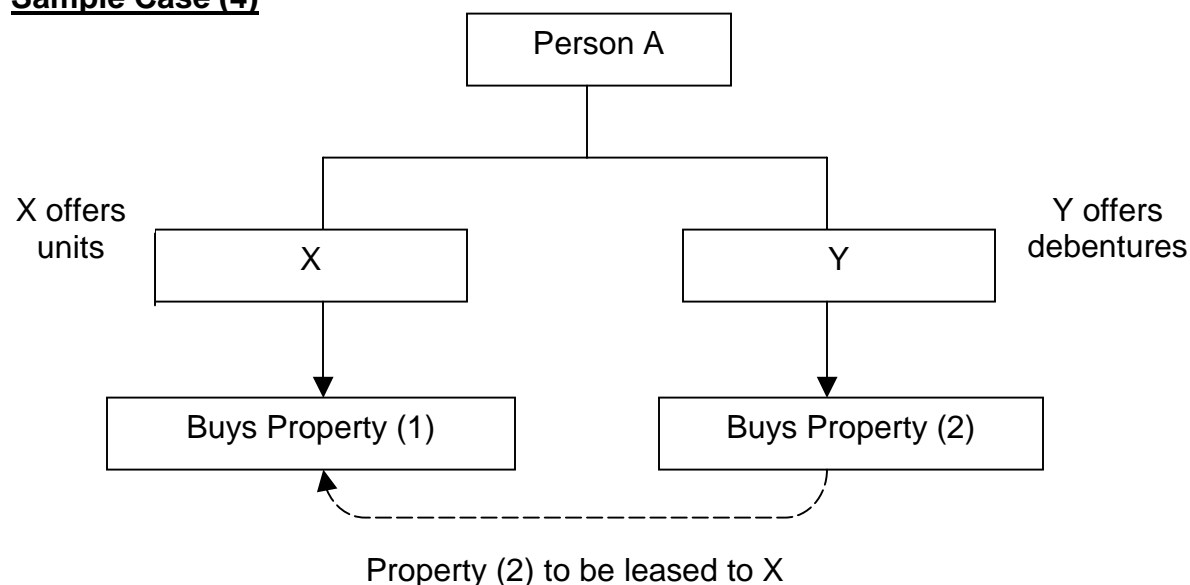 Sample Case (4)
Person A
X offers
units
X
Y
Y offers
debentures
Buys Property (1)
Buys Property (2)
Property (2) to be leased to X